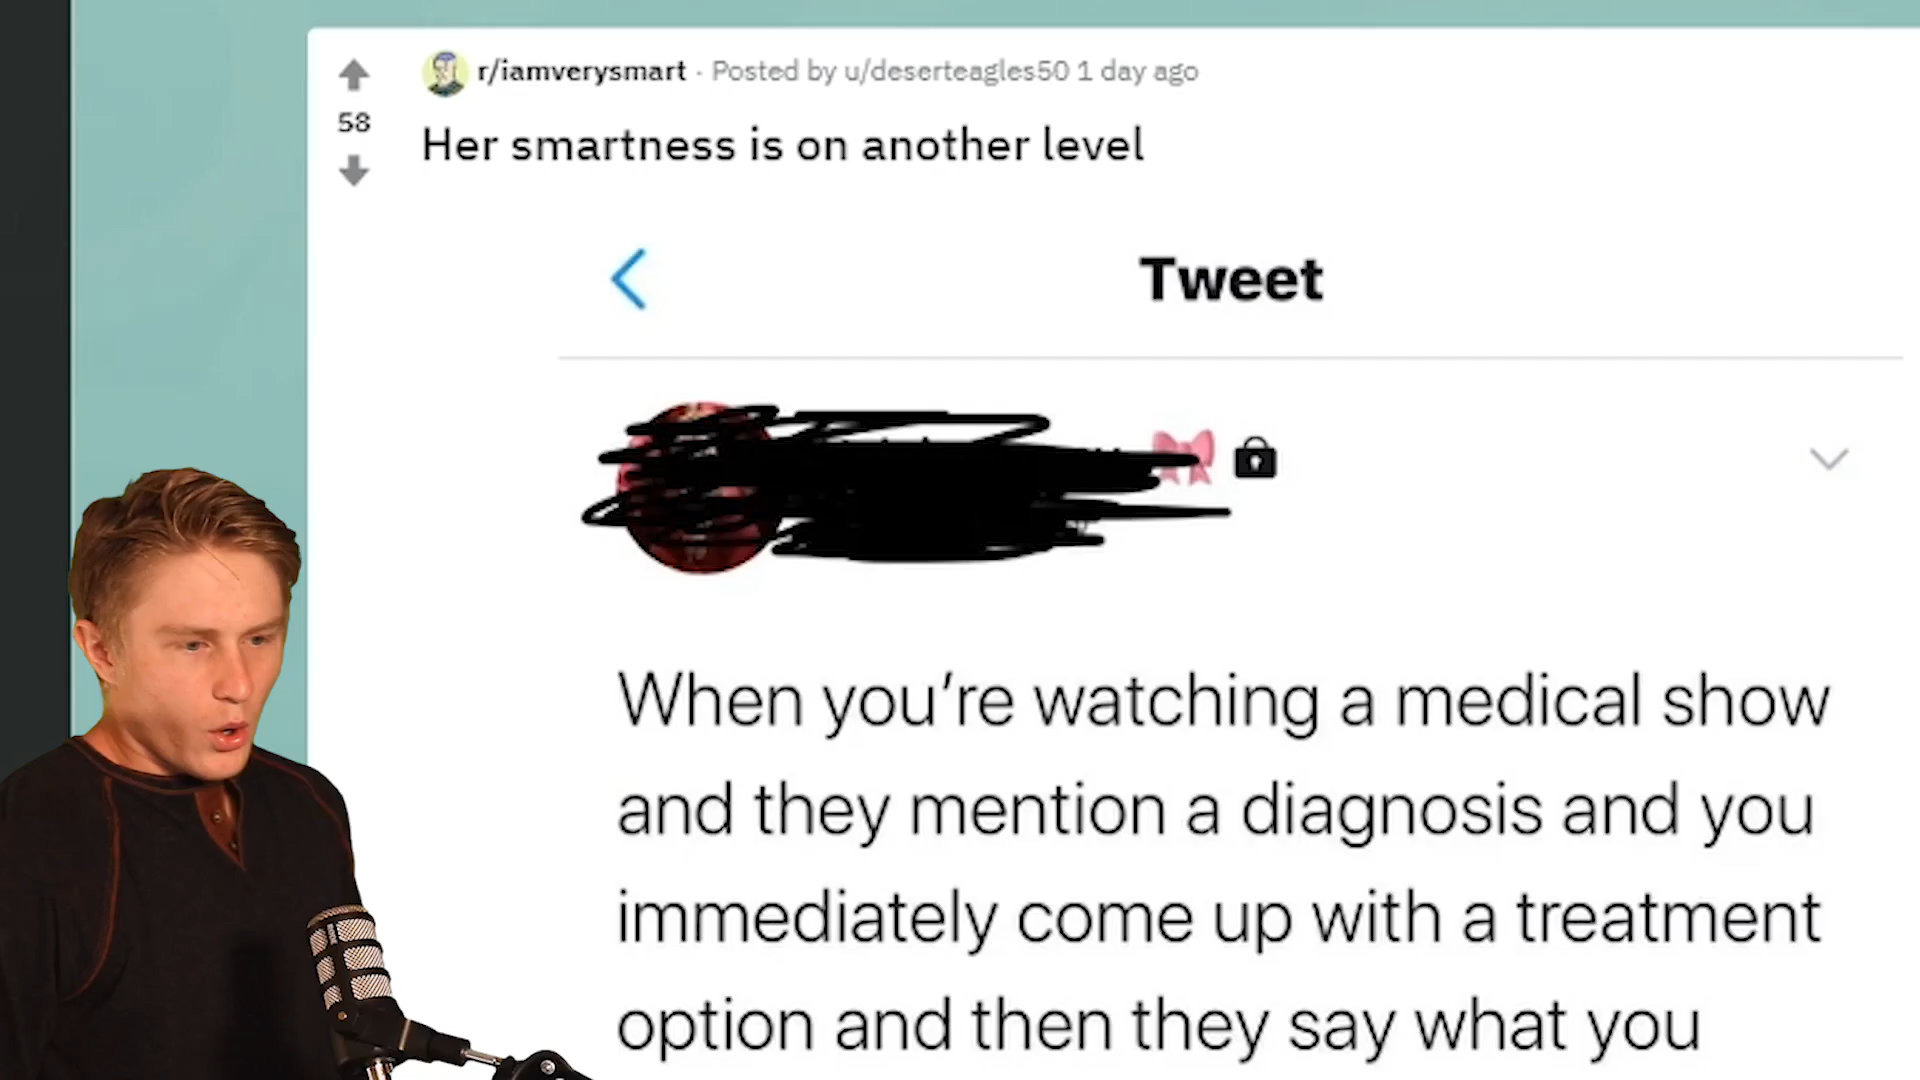 r/iamverysmart · Posted by u/deserteagles50 1 day ago
58
Her smartness is on another level
Tweet
When you’re watching a medical show
and they mention a diagnosis and you
immediately come up with a treatment
option and then they say what you